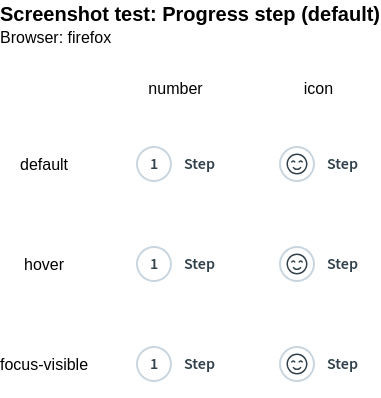 Screenshot test: Progress step (default)
Browser: firefox
number icon
default 1 Step Step
hover 1 Step Step
focus-visible 1 Step Step